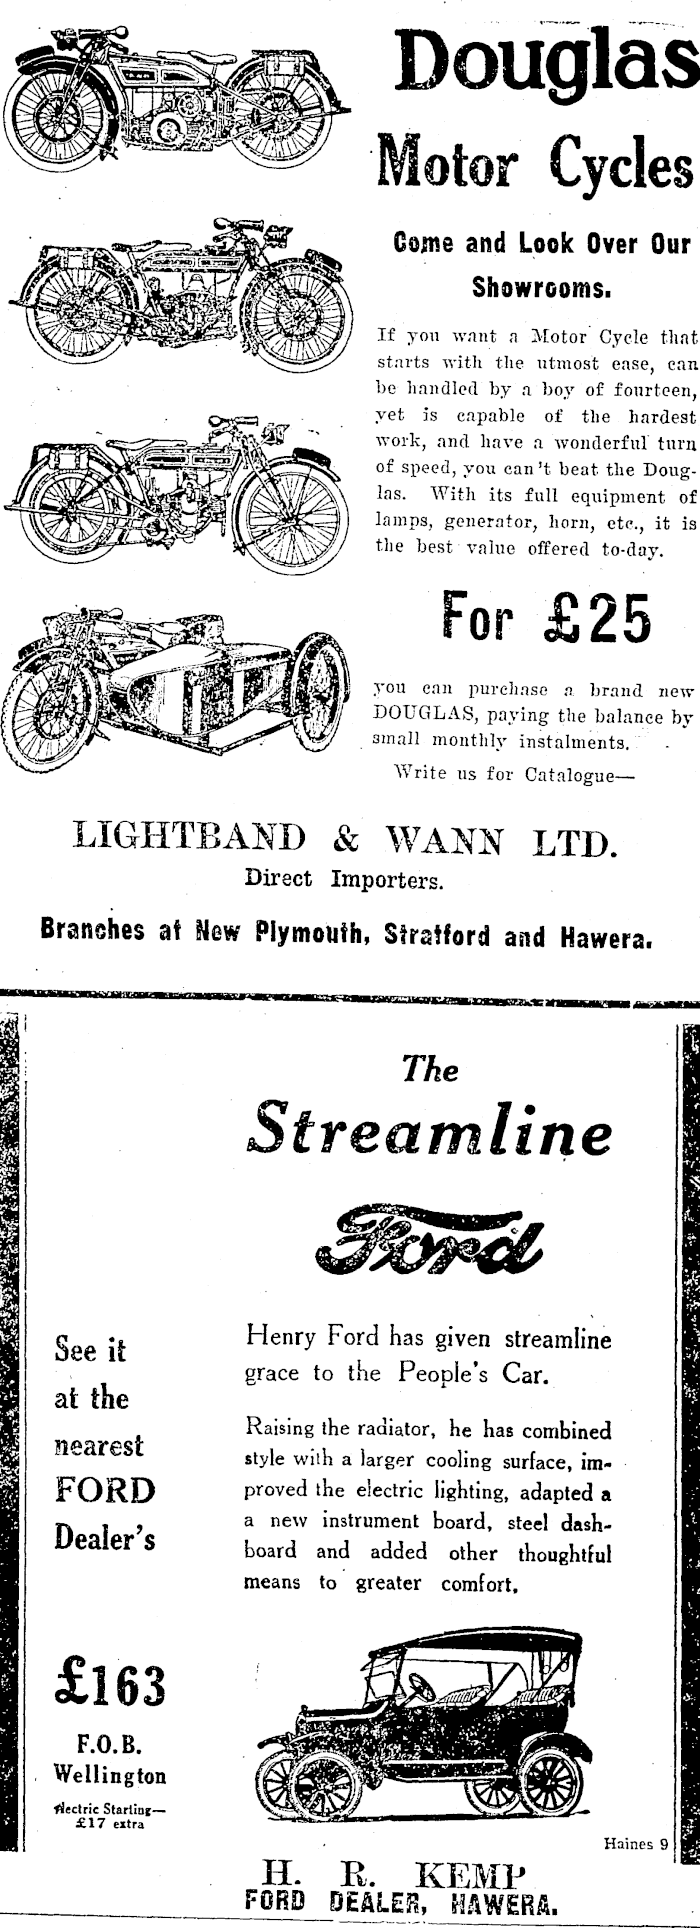 Douglas
Motor Cycles
Come and Look Over Our
Showrooms.
If you want a Motor Cycle that
starts with the utmost ease, can
be handled by a boy of fourteen,
yet is capable of the hardest
work, and have a wonderful turn
of speed, you can't beat the Doug-
las. With its full equipment of
lamps, generator, horn, etc., it is
the best value offered to-day.
For £25
you can purchase a brand new
DOUGLAS, paying the balance by
small monthly instalments.
Write us for Catalogue—
LIGHTBAND & WANN LTD.
Direct Importers.
Branches at New Plymouth, Stratford and Hawera.
The
Streamline
Ford
Henry Ford has given streamline
grace to the People's Car.
Raising the radiator, he has combined
style with a larger cooling surface, im-
proved the electric lighting, adapted a
a new instrument board, steel dash-
board and added other thoughtful
means to greater comfort.
See it
at the
nearest
FORD
Dealer's
£163
F.O.B.
Wellington
Electric Starting—
£17 extra
Haines 9
H. R. KEMP
FORD DEALER, HAWERA.